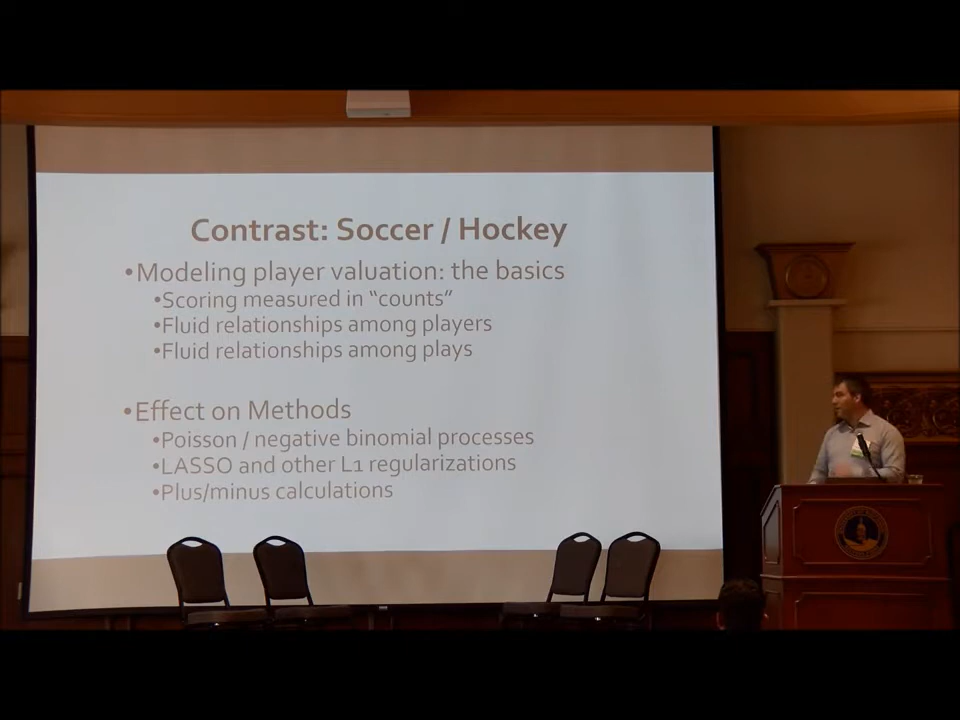 Contrast: Soccer / Hockey
•Modeling player valuation: the basics
•Scoring measured in “counts”
•Fluid relationships among players
•Fluid relationships among plays
•Effect on Methods
•Poisson / negative binomial processes
•LASSO and other L1 regularizations
•Plus/minus calculations